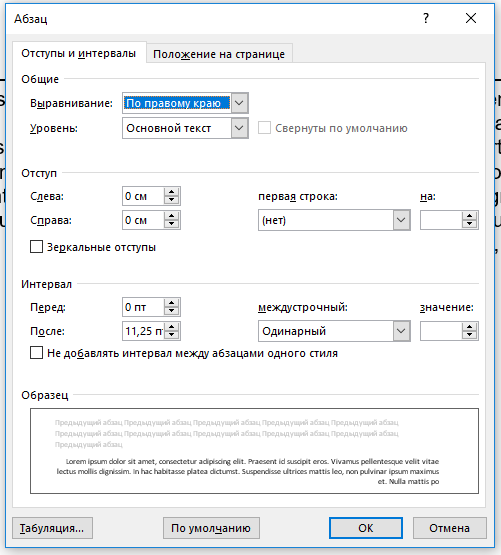 Абзац
?
Отступы и интервалы Положение на странице
Общие
Выравнивание: По правому краю
Уровень: Основной текст Свернуты по умолчанию
Отступ
Слева: 0 см первая строка: на:
Справа: 0 см (нет)
Зеркальные отступы
Интервал
Перед: 0 пт междустрочный: значение:
После: 11,25 пт Одинарный
Не добавлять интервал между абзацами одного стиля
Образец
Предыдущий абзац Предыдущий абзац Предыдущий абзац Предыдущий абзац Предыдущий абзац
Предыдущий абзац Предыдущий абзац Предыдущий абзац Предыдущий абзац Предыдущий абзац
Предыдущий абзац
Lorem ipsum dolor sit amet, consectetur adipiscing elit. Praesent id suscipit eros. Vivamus pellentesque velit vitae
lectus mollis dignissim. In hac habitasse platea dictumst. Suspendisse ultrices mattis leo, non pulvinar ipsum maximus
et. Nulla mattis po
Табуляция... По умолчанию ОК Отмена